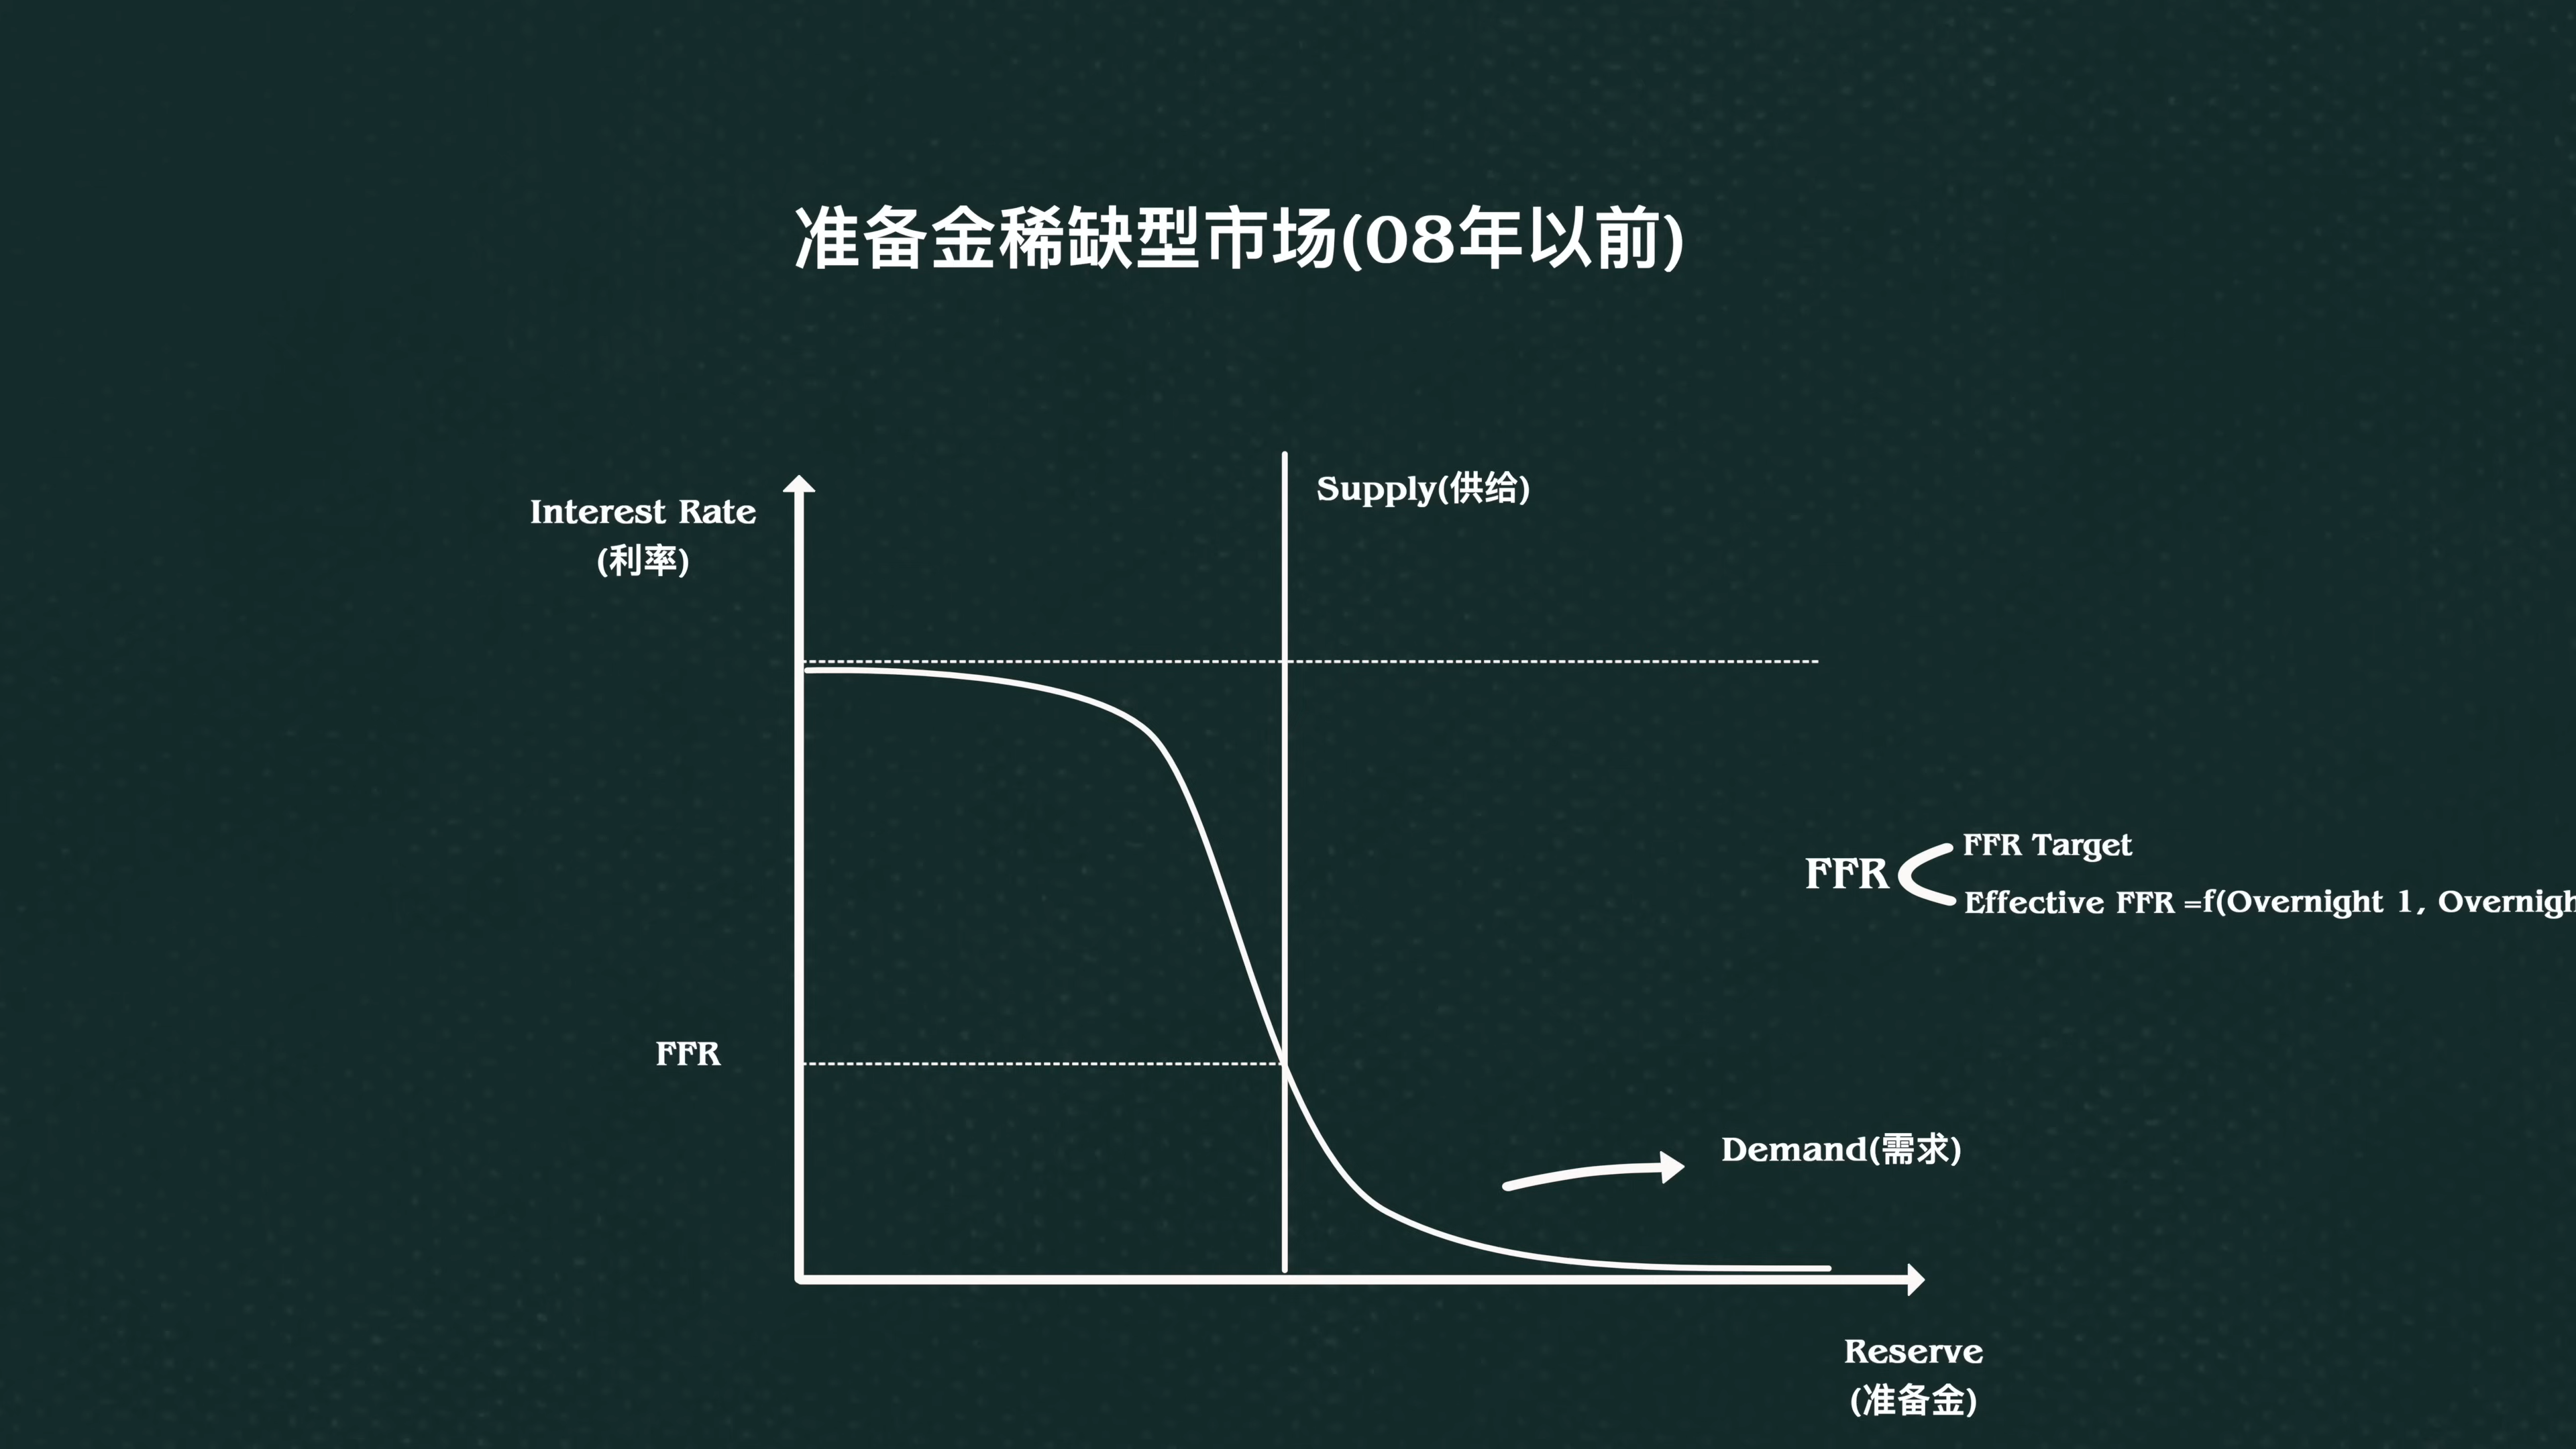 准备金稀缺型市场(08年以前)
Supply(供给)
Interest Rate
(利率)
FFR Target
FFR
Effective FFR =f(Overnight 1, 
FFR
Demand(需求)
Reserve
(准备金)